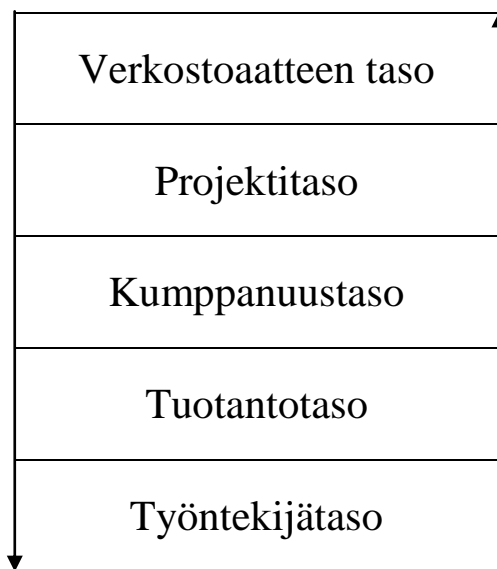 Verkostoaatteen taso
Projektitaso
Kumppanuustaso
Tuotantotaso
Työntekijätaso